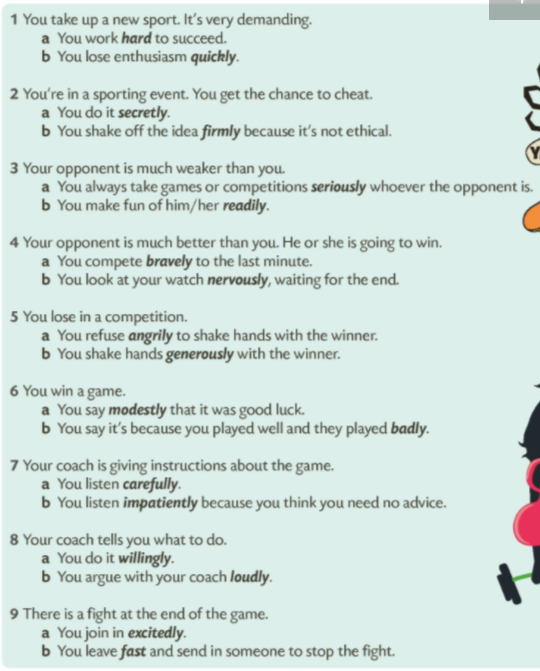 1 You take up a new sport. It's very demanding.
a You work hard to succeed.
b You lose enthusiasm quickly.
2 You're in a sporting event. You get the chance to cheat.
a You do it secretly.
b You shake off the idea firmly because it's not ethical.
3 Your opponent is much weaker than you.
a You always take games or competitions seriously whoever the opponent is.
b You make fun of him/her readily.
4 Your opponent is much better than you. He or she is going to win.
a You compete bravely to the last minute.
b You look at your watch nervously, waiting for the end.
5 You lose in a competition.
a You refuse angrily to shake hands with the winner.
b You shake hands generously with the winner.
6 You win a game.
a You say modestly that it was good luck.
b You say it's because you played well and they played badly.
7 Your coach is giving instructions about the game.
a You listen carefully.
b You listen impatiently because you think you need no advice.
8 Your coach tells you what to do.
a You do it willingly.
b You argue with your coach loudly.
9 There is a fight at the end of the game.
a You join in excitedly.
b You leave fast and send in someone to stop the fight.